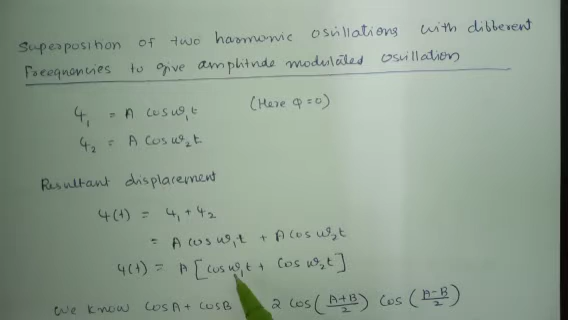 Superposition of two harmonic oscillations with different
Frequencies to give amplitude modulated oscillation
Ψ₁ = A cos ω₁t (Here φ=0)
Ψ₂ = A cos ω₂t
Resultant displacement
Ψ(t) = Ψ₁ + Ψ₂
= A cos ω₁t + A cos ω₂t
Ψ(t) = A [cos ω₁t + cos ω₂t]
We know cosA + cosB 2 cos(A+B/2) cos(A-B/2)